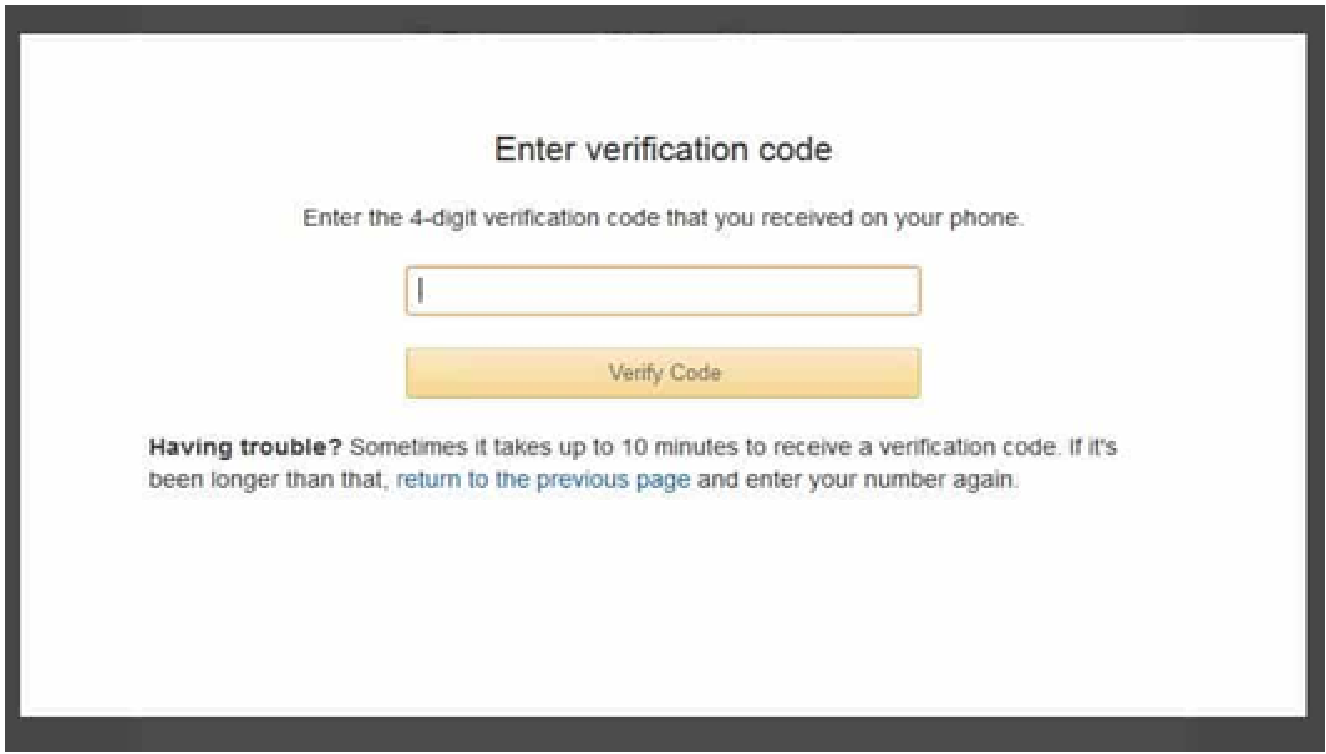 Enter verification code
Enter the 4-digit verification code that you received on your phone.
Verify Code
Having trouble? Sometimes it takes up to 10 minutes to receive a verification code. If it's
been longer than that, return to the previous page and enter your number again.